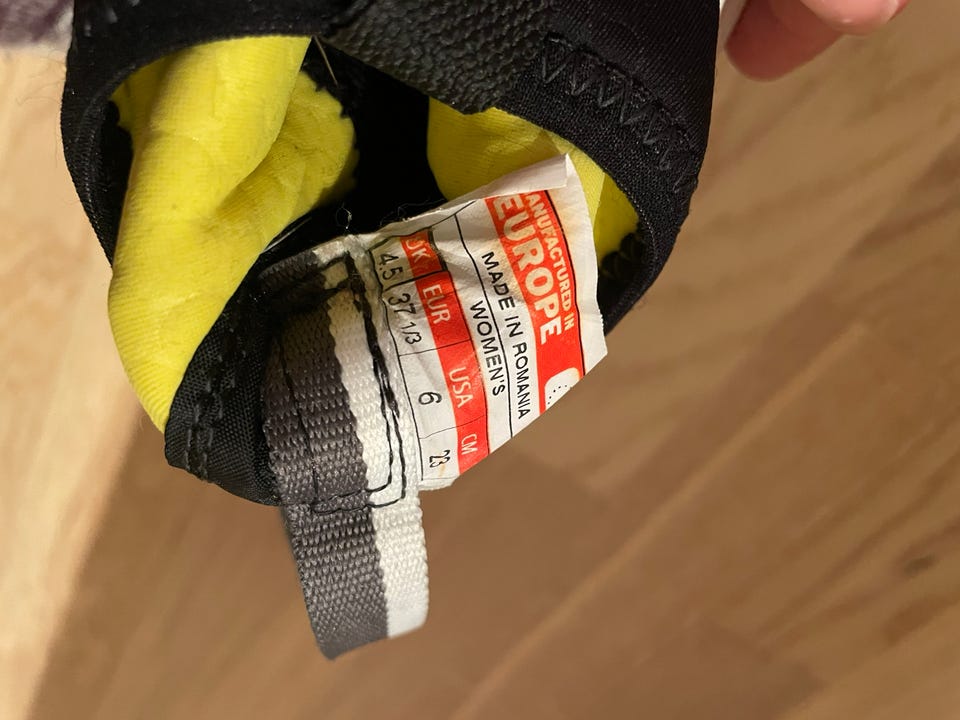 MANUFACTURED IN
EUROPE
MADE IN ROMANIA
WOMEN'S
UK EUR USA CM
4.5 37 1/3 6 23